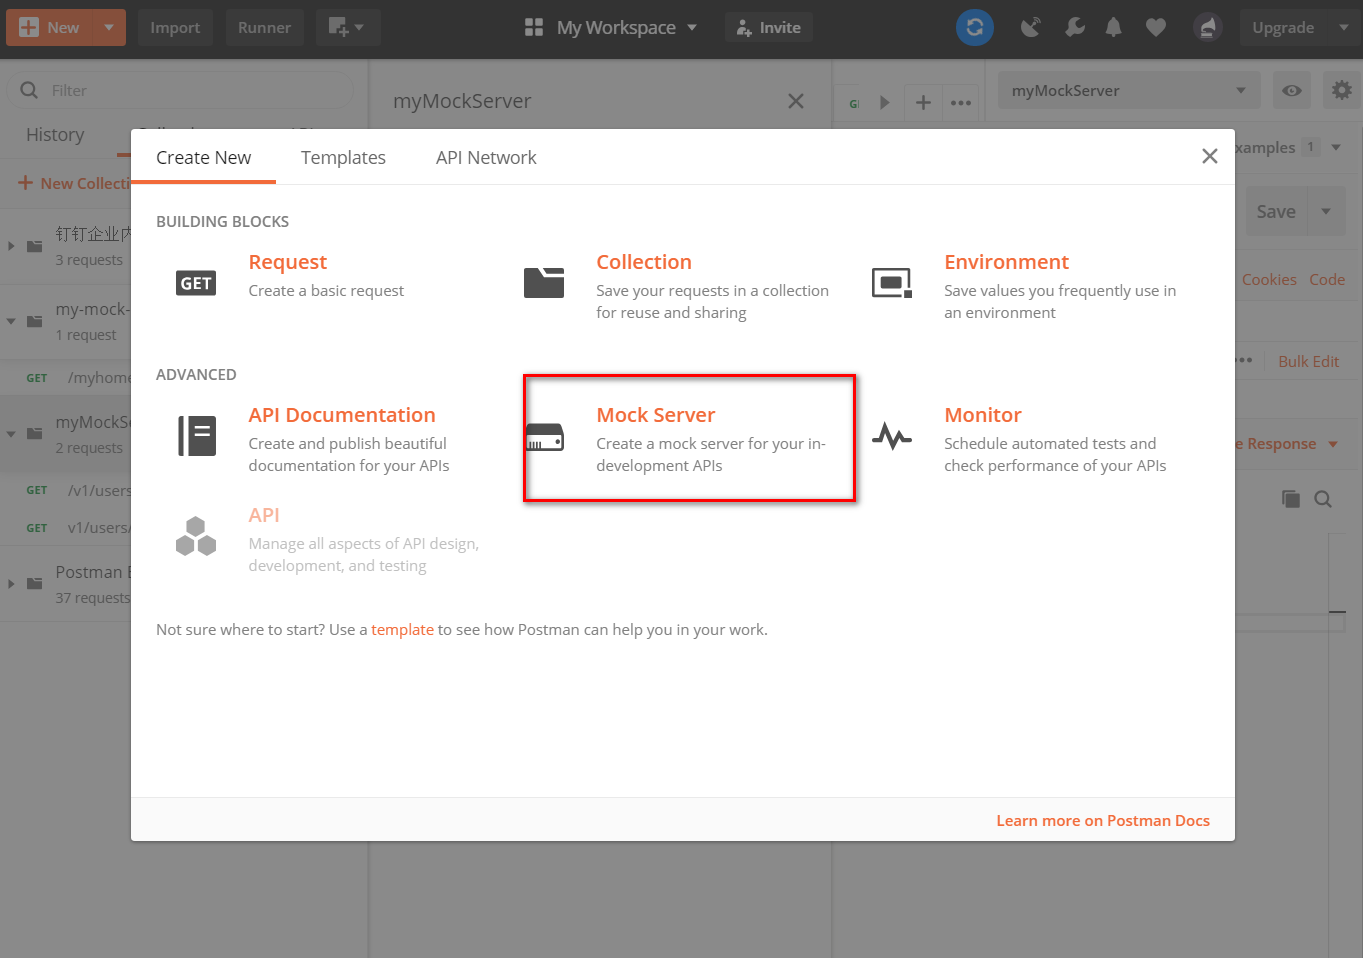 New
Import
Runner
My Workspace
Invite
Upgrade
Filter
myMockServer
GET
myMockServer
History
Examples 1
Create New
Templates
API Network
New Collecti
Save
BUILDING BLOCKS
钉钉企业内
3 requests
Request
Create a basic request
Collection
Save your requests in a collection
for reuse and sharing
Environment
Save values you frequently use in
an environment
Cookies
Code
my-mock-
1 request
Bulk Edit
GET /myhome
ADVANCED
myMockSe
2 requests
API Documentation
Create and publish beautiful
documentation for your APIs
Mock Server
Create a mock server for your in-
development APIs
Monitor
Schedule automated tests and
check performance of your APIs
e Response
GET /v1/users
GET v1/users/
API
Manage all aspects of API design,
development, and testing
Postman E
37 requests
Not sure where to start? Use a template to see how Postman can help you in your work.
Learn more on Postman Docs